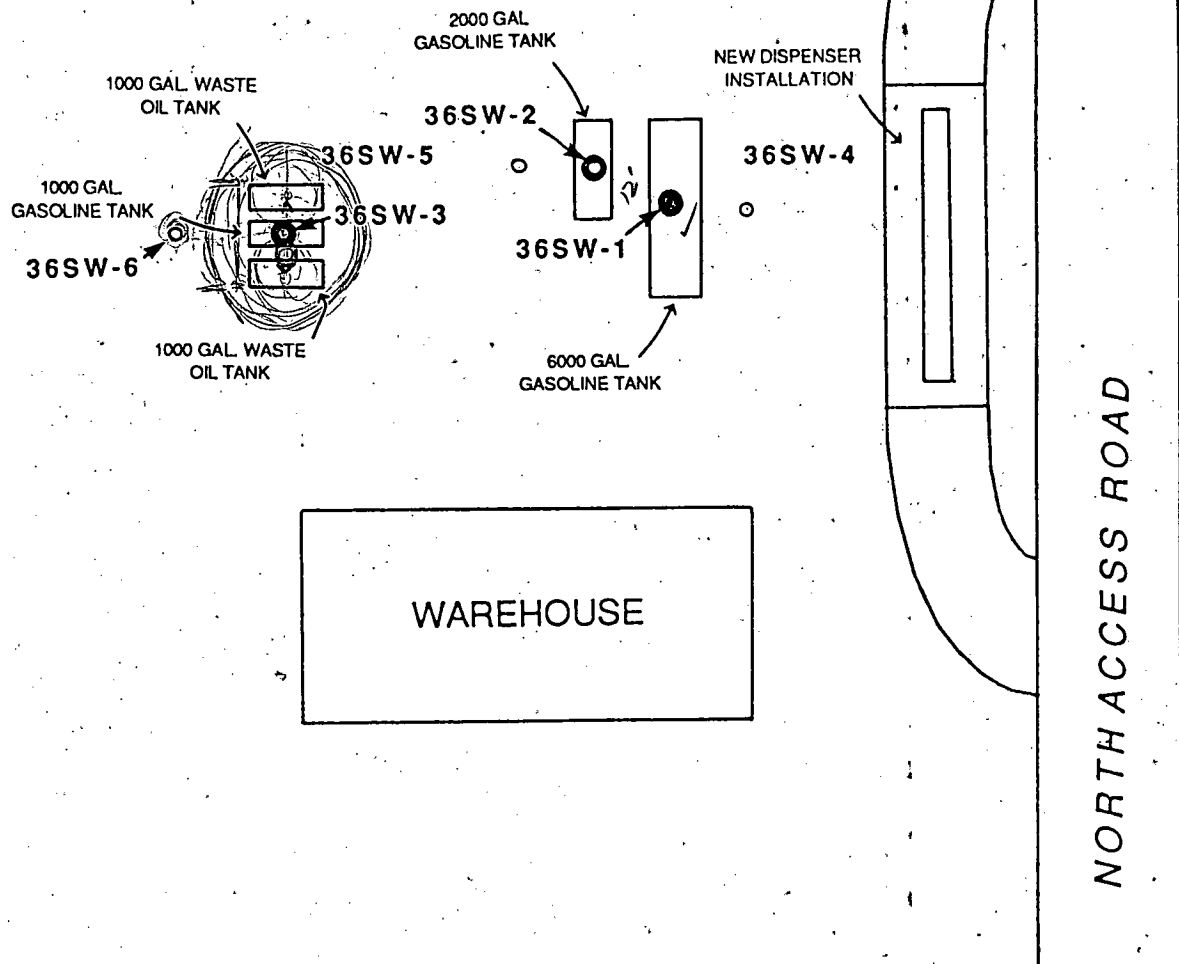 2000 GAL
GASOLINE TANK
NEW DISPENSER
INSTALLATION
1000 GAL. WASTE
OIL TANK
36SW-2
36SW-5
36SW-4
1000 GAL.
GASOLINE TANK
36SW-3
12'
36SW-1
36SW-6
1000 GAL. WASTE
OIL TANK
6000 GAL.
GASOLINE TANK
WAREHOUSE
NORTH ACCESS ROAD